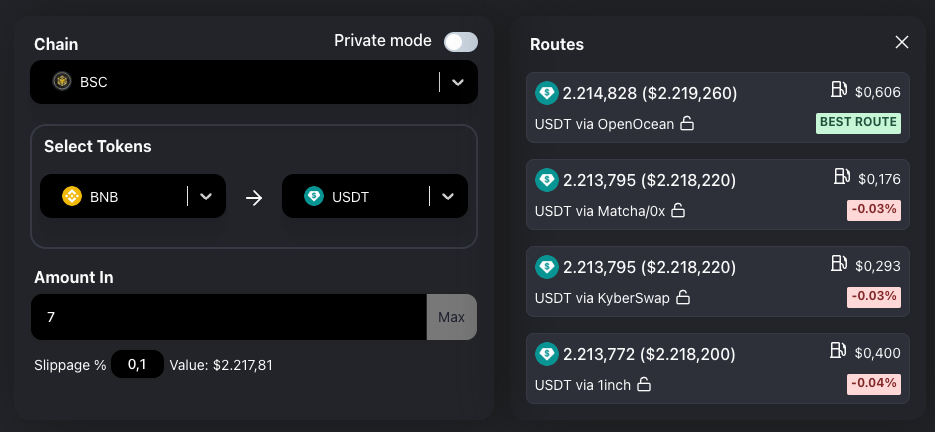 Chain
Private mode
BSC
Select Tokens
BNB
USDT
Amount In
7
Max
Slippage %
0,1
Value: $2.217,81
Routes
2.214,828 ($2.219,260)
$0,606
USDT via OpenOcean
BEST ROUTE
2.213,795 ($2.218,220)
$0,176
USDT via Matcha/0x
-0.03%
2.213,795 ($2.218,220)
$0,293
USDT via KyberSwap
-0.03%
2.213,772 ($2.218,200)
$0,400
USDT via 1inch
-0.04%